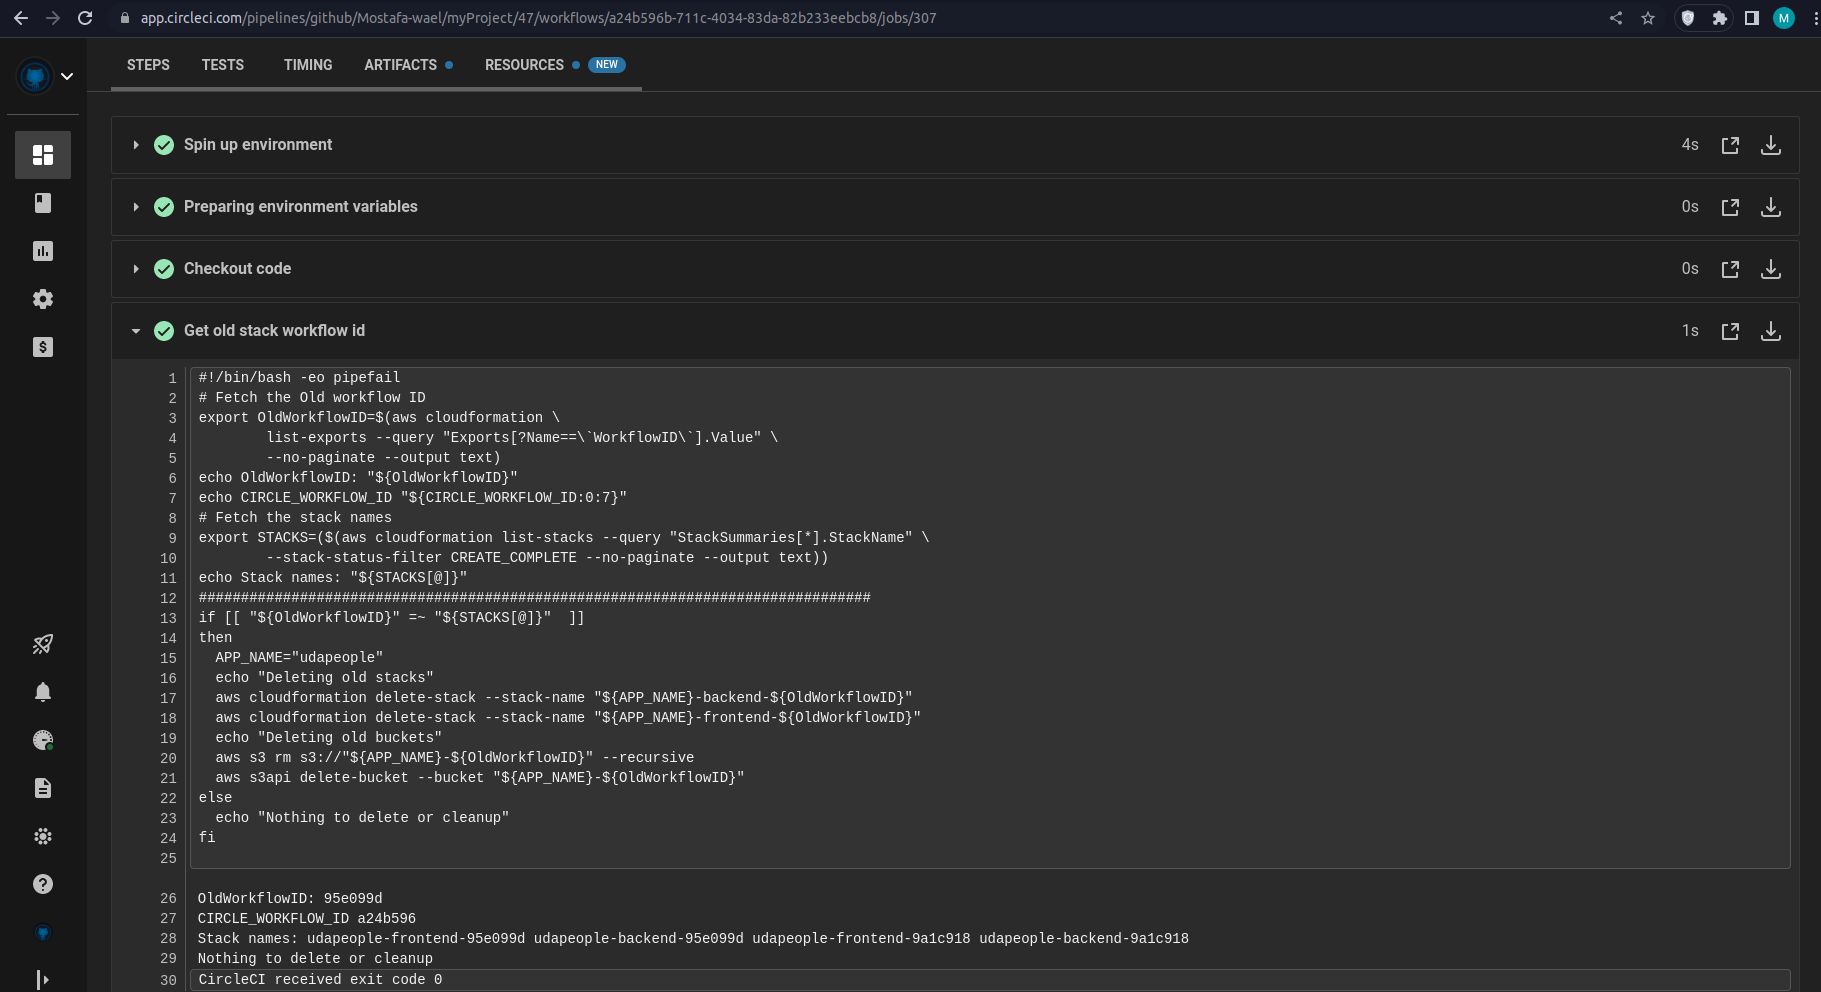 app.circleci.com/pipelines/github/Mostafa-wael/myProject/47/workflows/a24b596b-711c-4034-83da-82b233eebcb8/jobs/307
M
STEPS TESTS TIMING ARTIFACTS RESOURCES NEW
Spin up environment 4s
Preparing environment variables 0s
Checkout code 0s
Get old stack workflow id 1s
1 #!/bin/bash -eo pipefail
2 # Fetch the Old workflow ID
3 export OldWorkflowID=$(aws cloudformation \
4         list-exports --query "Exports[?Name==\`WorkflowID\`].Value" \
5         --no-paginate --output text)
6 echo OldWorkflowID: "${OldWorkflowID}"
7 echo CIRCLE_WORKFLOW_ID "${CIRCLE_WORKFLOW_ID:0:7}"
8 # Fetch the stack names
9 export STACKS=($(aws cloudformation list-stacks --query "StackSummaries[*].StackName" \
10         --stack-status-filter CREATE_COMPLETE --no-paginate --output text))
11 echo Stack names: "${STACKS[@]}"
12 ################################################################################
13 if [[ "${OldWorkflowID}" =~ "${STACKS[@]}"  ]]
14 then
15   APP_NAME="udapeople"
16   echo "Deleting old stacks"
17   aws cloudformation delete-stack --stack-name "${APP_NAME}-backend-${OldWorkflowID}"
18   aws cloudformation delete-stack --stack-name "${APP_NAME}-frontend-${OldWorkflowID}"
19   echo "Deleting old buckets"
20   aws s3 rm s3://"${APP_NAME}-${OldWorkflowID}" --recursive
21   aws s3api delete-bucket --bucket "${APP_NAME}-${OldWorkflowID}"
22 else
23   echo "Nothing to delete or cleanup"
24 fi
25
26 OldWorkflowID: 95e099d
27 CIRCLE_WORKFLOW_ID a24b596
28 Stack names: udapeople-frontend-95e099d udapeople-backend-95e099d udapeople-frontend-9a1c918 udapeople-backend-9a1c918
29 Nothing to delete or cleanup
30 CircleCI received exit code 0